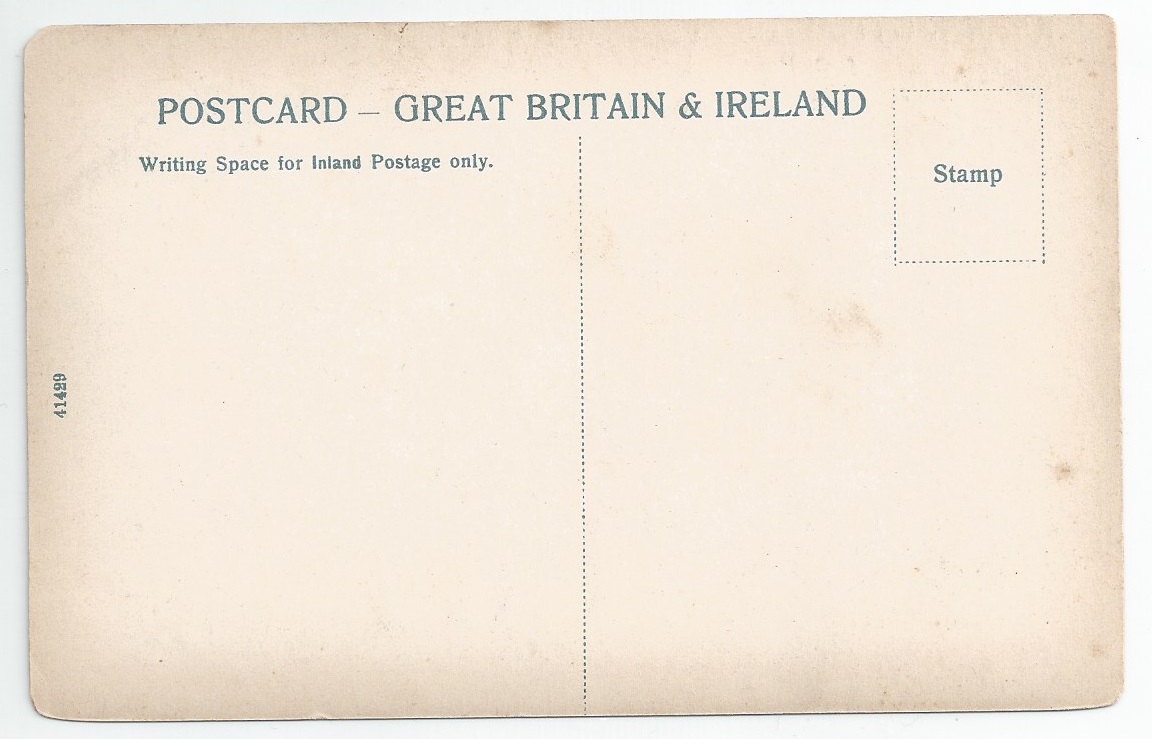 POSTCARD – GREAT BRITAIN & IRELAND
Writing Space for Inland Postage only.
Stamp
41429